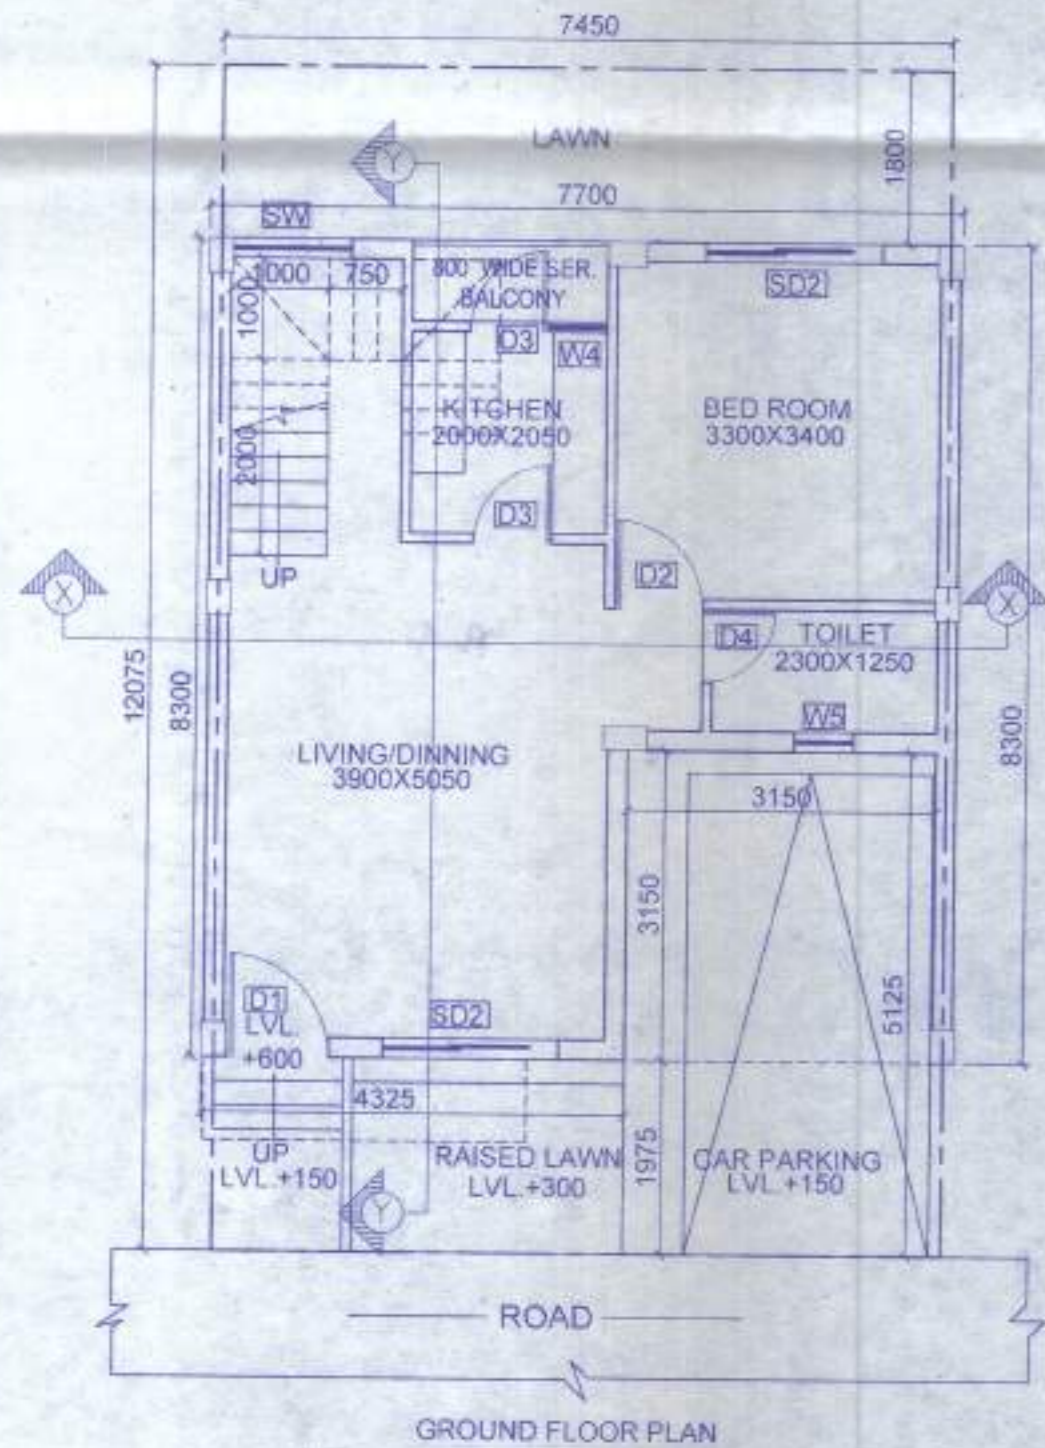 7450
LAWN
1800
Y
7700
SW
1000
750
800 WIDE SER.
BALCONY
SD2
1000
D3
W4
KITCHEN
2000X2050
BED ROOM
3300X3400
2000
D3
UP
D2
X
X
D4
TOILET
2300X1250
12075
8300
W5
8300
LIVING/DINNING
3900X5050
3150
3150
5125
D1
LVL.
+600
SD2
4325
UP
LVL.+150
RAISED LAWN
LVL.+300
1975
CAR PARKING
LVL.+150
Y
ROAD
GROUND FLOOR PLAN